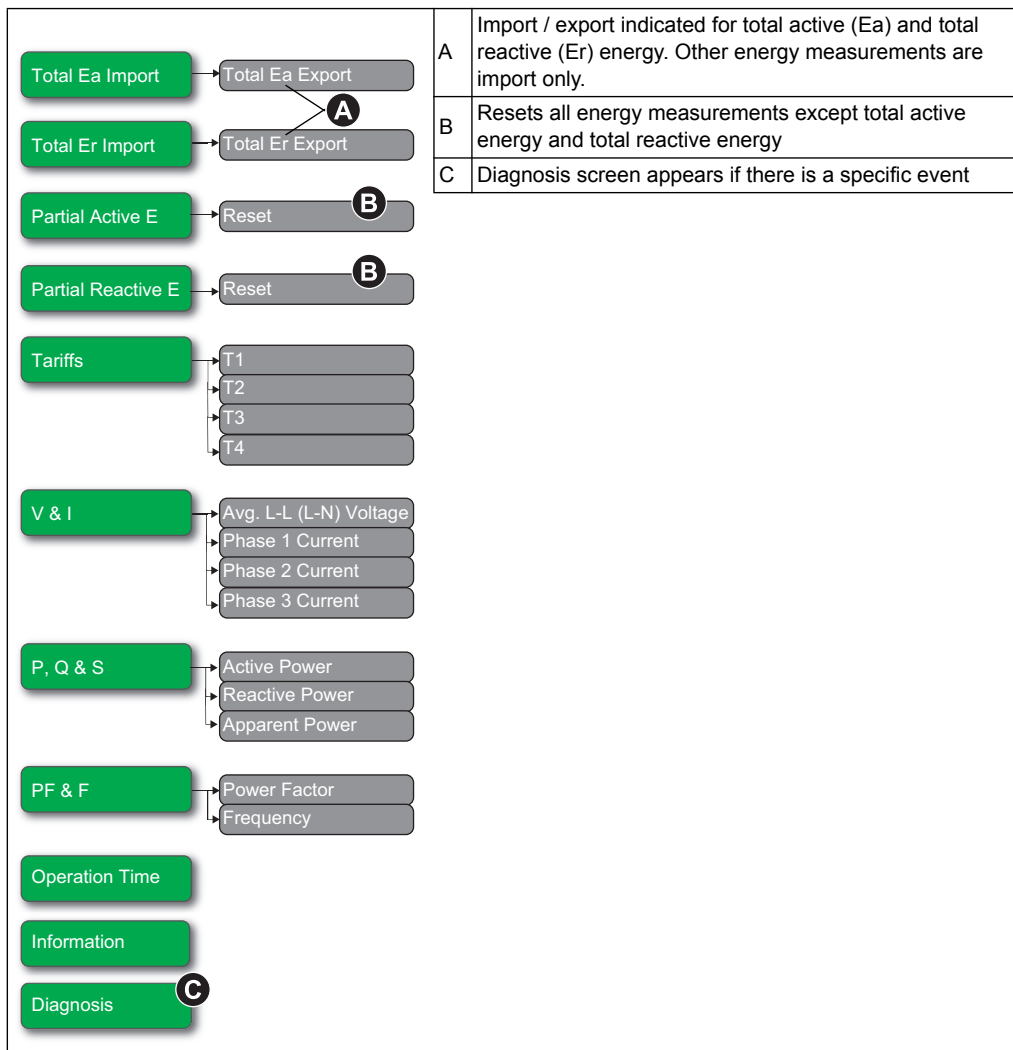 Total Ea Import
Total Ea Export
A
Total Er Import
Total Er Export
Partial Active E
Reset
B
Partial Reactive E
Reset
B
Tariffs
T1
T2
T3
T4
V & I
Avg. L-L (L-N) Voltage
Phase 1 Current
Phase 2 Current
Phase 3 Current
P, Q & S
Active Power
Reactive Power
Apparent Power
PF & F
Power Factor
Frequency
Operation Time
Information
Diagnosis
C
A
Import / export indicated for total active (Ea) and total
reactive (Er) energy. Other energy measurements are
import only.
B
Resets all energy measurements except total active
energy and total reactive energy
C
Diagnosis screen appears if there is a specific event